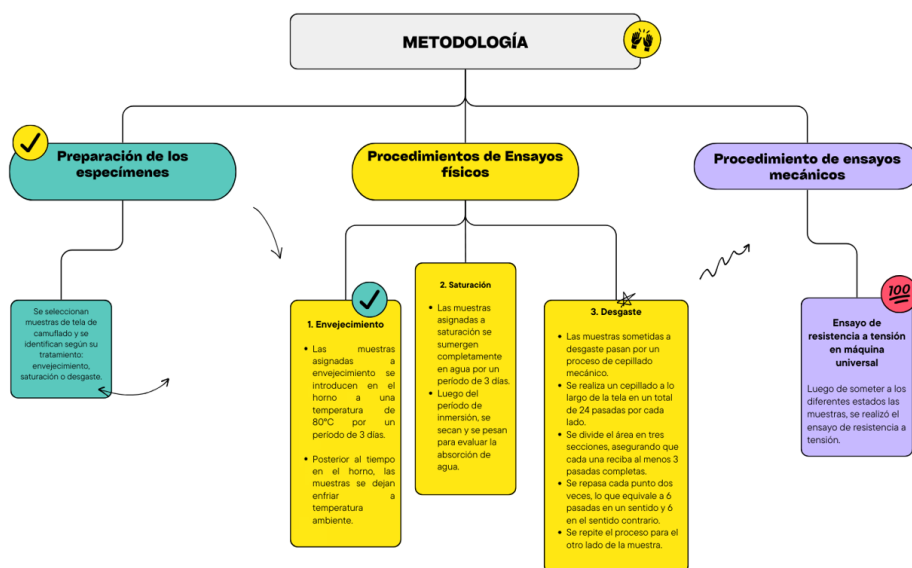 METODOLOGÍA
Preparación de los
especímenes
Procedimientos de Ensayos
físicos
Procedimiento de ensayos
mecánicos
Se seleccionan
muestras de tela de
camuflado y se
identifican según su
tratamiento:
envejecimiento,
saturación o desgaste.
1. Envejecimiento
• Las muestras
asignadas a
envejecimiento se
introducen en el
horno a una
temperatura de
80°C por un
período de 3 días.
• Posterior al tiempo
en el horno, las
muestras se dejan
enfriar a
temperatura
ambiente.
2. Saturación
• Las muestras
asignadas a
saturación se
sumergen
completamente
en agua por un
período de 3 días.
• Luego del
periodo de
inmersión, se
secan y se pesan
para evaluar la
absorción de
agua.
3. Desgaste
• Las muestras sometidas a
desgaste pasan por un
proceso de cepillado
mecánico.
• Se realiza un cepillado a lo
largo de la tela en un total
de 24 pasadas por cada
lado.
• Se divide el área en tres
secciones, asegurando que
cada una reciba al menos 3
pasadas completas.
• Se repasa cada punto dos
veces, lo que equivale a 6
pasadas en un sentido y 6
en el sentido contrario.
• Se repite el proceso para el
otro lado de la muestra.
100
Ensayo de
resistencia a tensión
en máquina
universal
Luego de someter a los
diferentes estados las
muestras, se realizó el
ensayo de resistencia a
tensión.